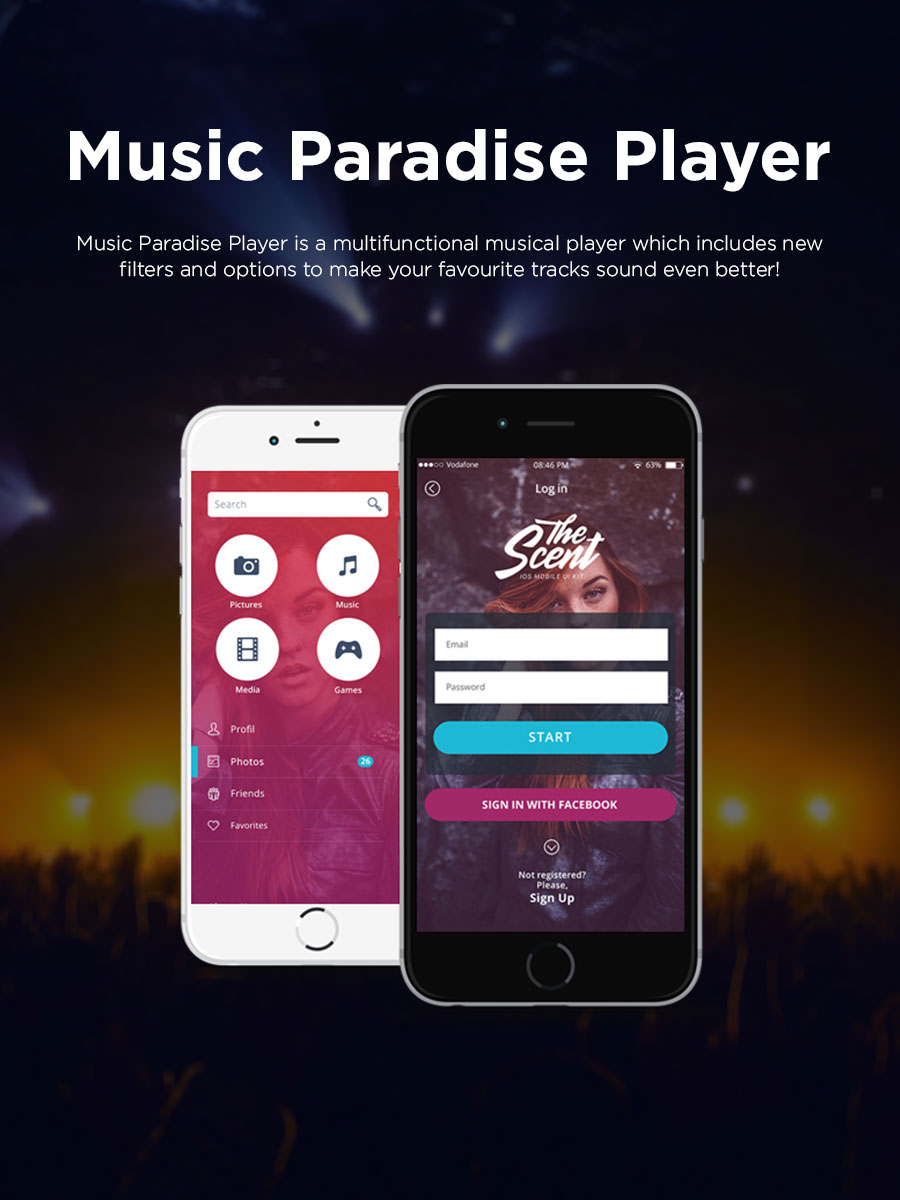 Music Paradise Player
Music Paradise Player is a multifunctional musical player which includes new
filters and options to make your favourite tracks sound even better!
Search
Pictures
Music
Media
Games
Profil
Photos
26
Friends
Favorites
Vodafone
08:46 PM
63%
Log in
The
Scent
IOS MOBILE UI KIT
Email
Password
START
SIGN IN WITH FACEBOOK
Not registered?
Please,
Sign Up